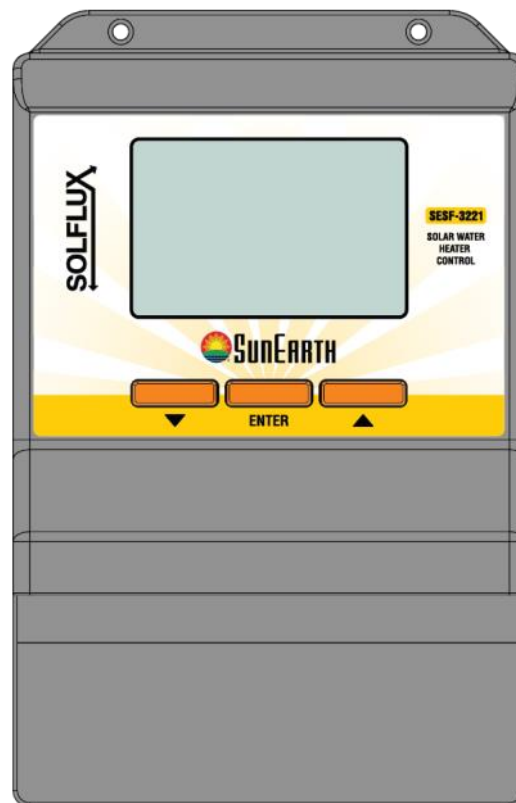 SOLFLUX
SESF-3221
SOLAR WATER
HEATER
CONTROL
SUNEARTH
ENTER